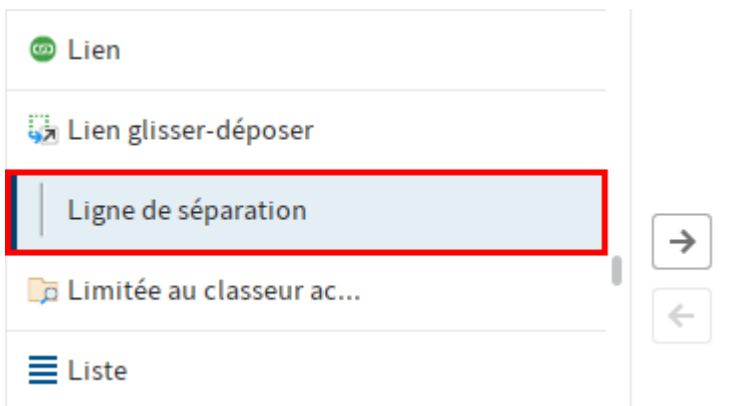 Lien
Lien glisser-déposer
Ligne de séparation
Limitée au classeur ac...
Liste